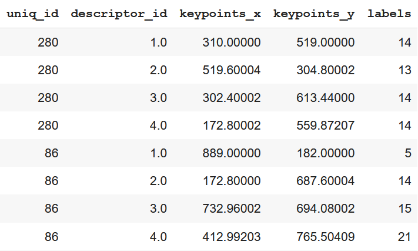 uniq_id descriptor_id keypoints_x keypoints_y labels
280 1.0 310.00000 519.00000 14
280 2.0 519.60004 304.80002 13
280 3.0 302.40002 613.44000 14
280 4.0 172.80002 559.87207 14
86 1.0 889.00000 182.00000 5
86 2.0 172.80000 687.60004 14
86 3.0 732.96002 694.08002 15
86 4.0 412.99203 765.50409 21